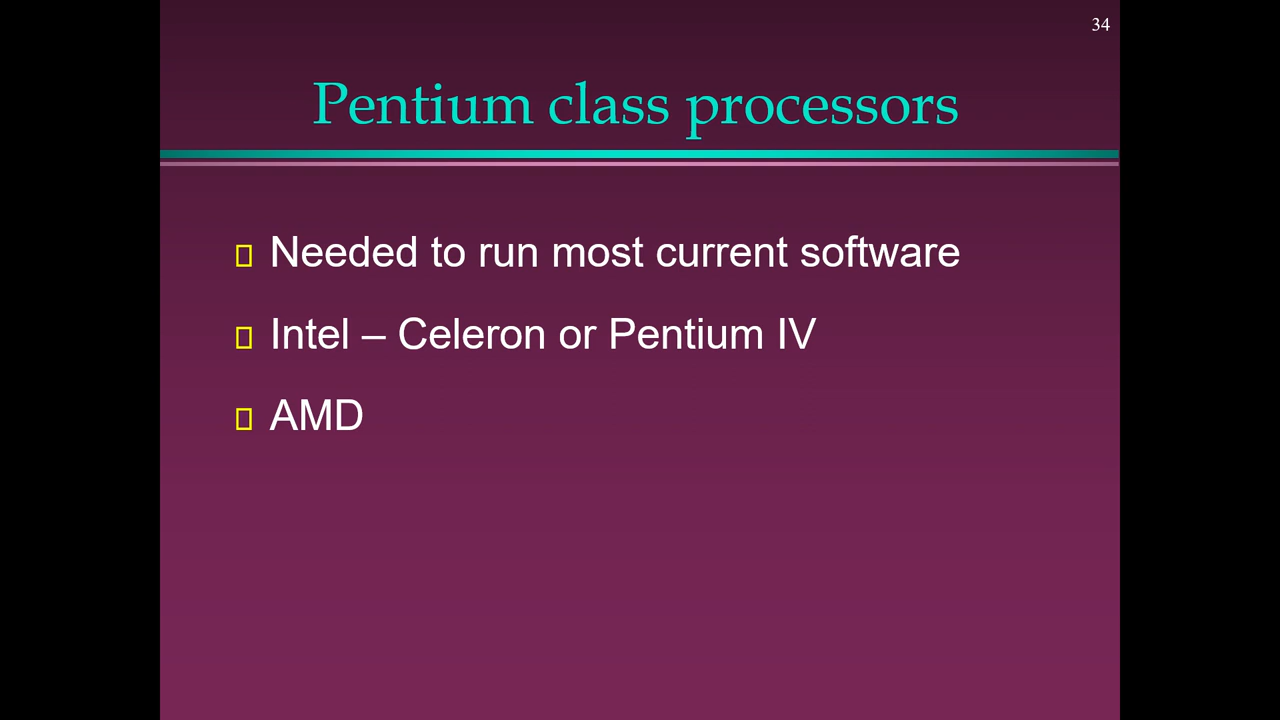 34
Pentium class processors
Needed to run most current software
Intel – Celeron or Pentium IV
AMD